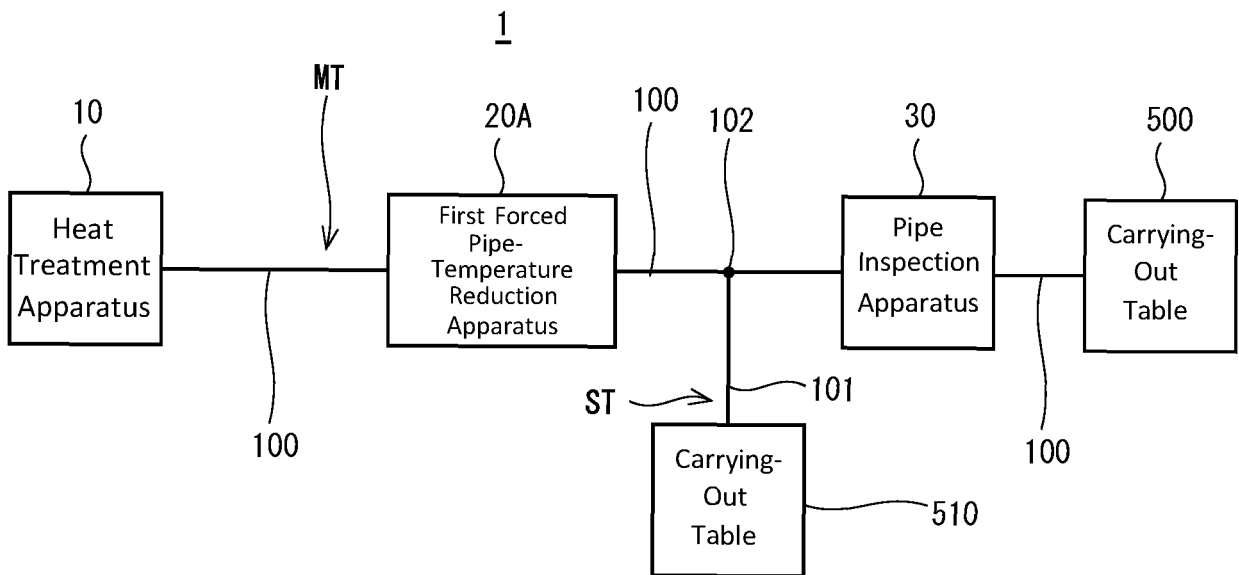 1
MT
10
20A
100
102
30
500
Heat
Treatment
Apparatus
First Forced
Pipe-
Temperature
Reduction
Apparatus
Pipe
Inspection
Apparatus
Carrying-
Out
Table
100
ST
101
100
Carrying-
Out
Table
510